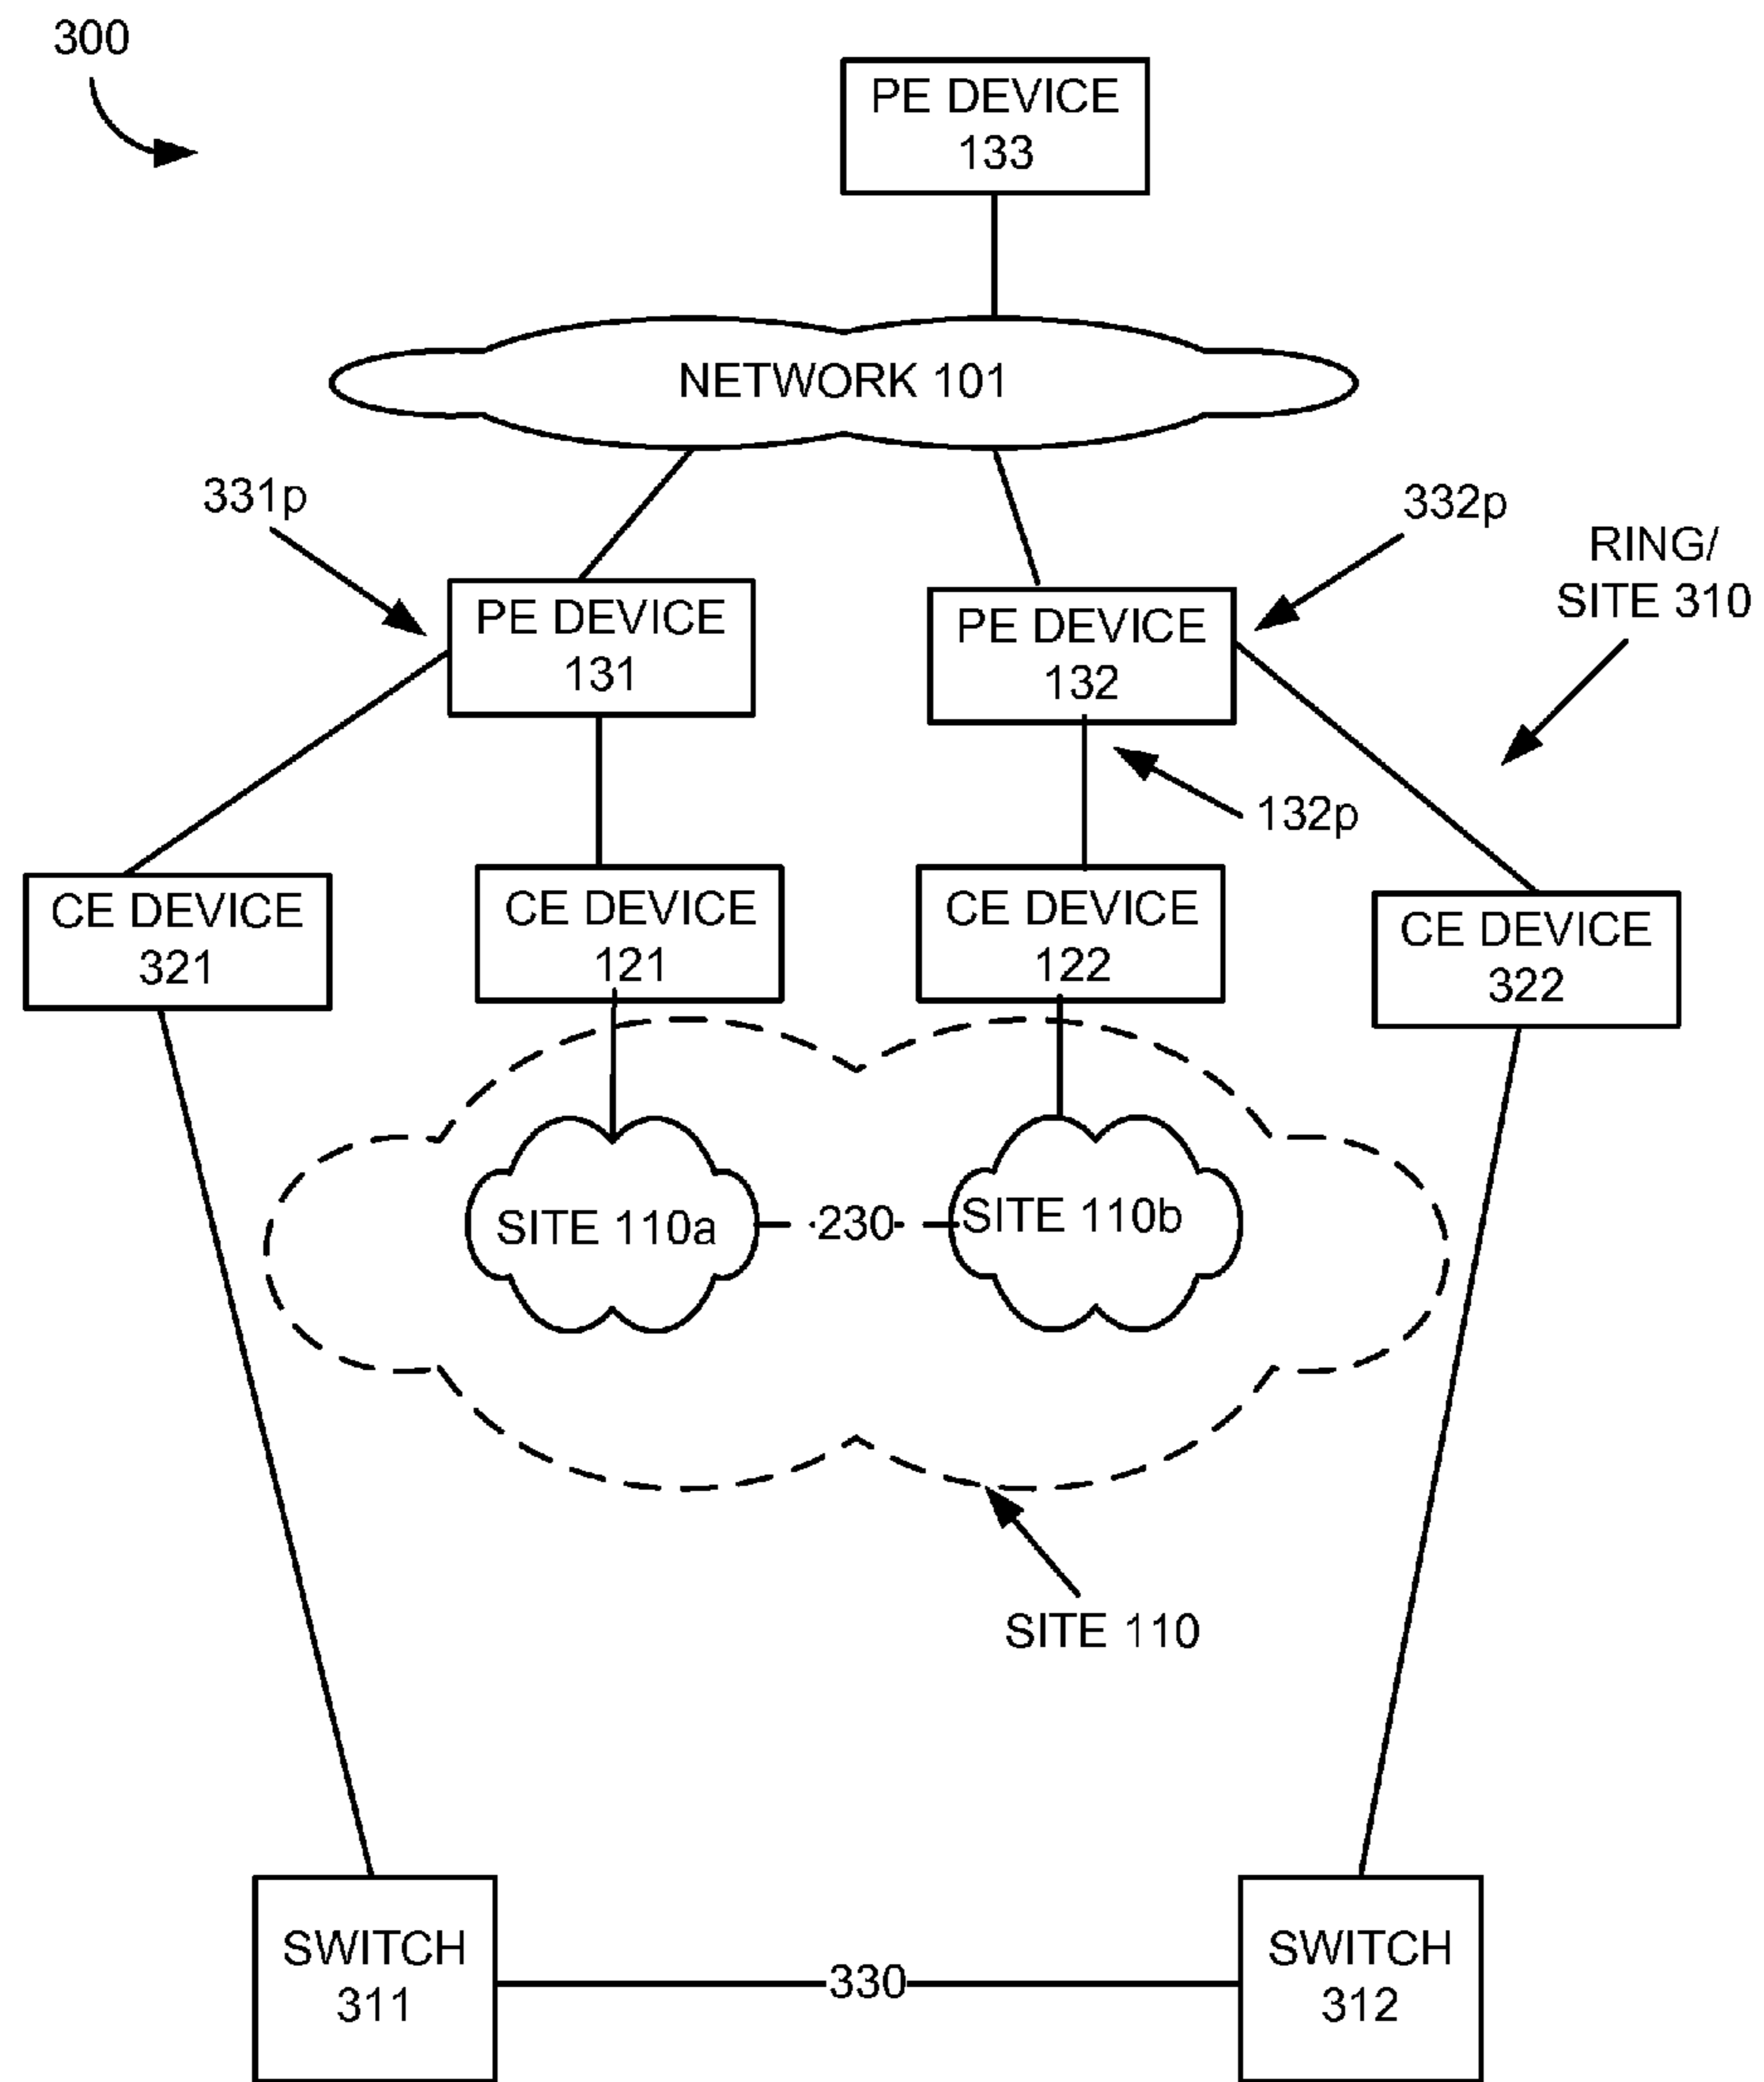 300
PE DEVICE
133
NETWORK 101
331p
332p
RING/
SITE 310
PE DEVICE
131
PE DEVICE
132
132p
CE DEVICE
321
CE DEVICE
121
CE DEVICE
122
CE DEVICE
322
SITE 110a
230
SITE 110b
SITE 110
SWITCH
311
330
SWITCH
312